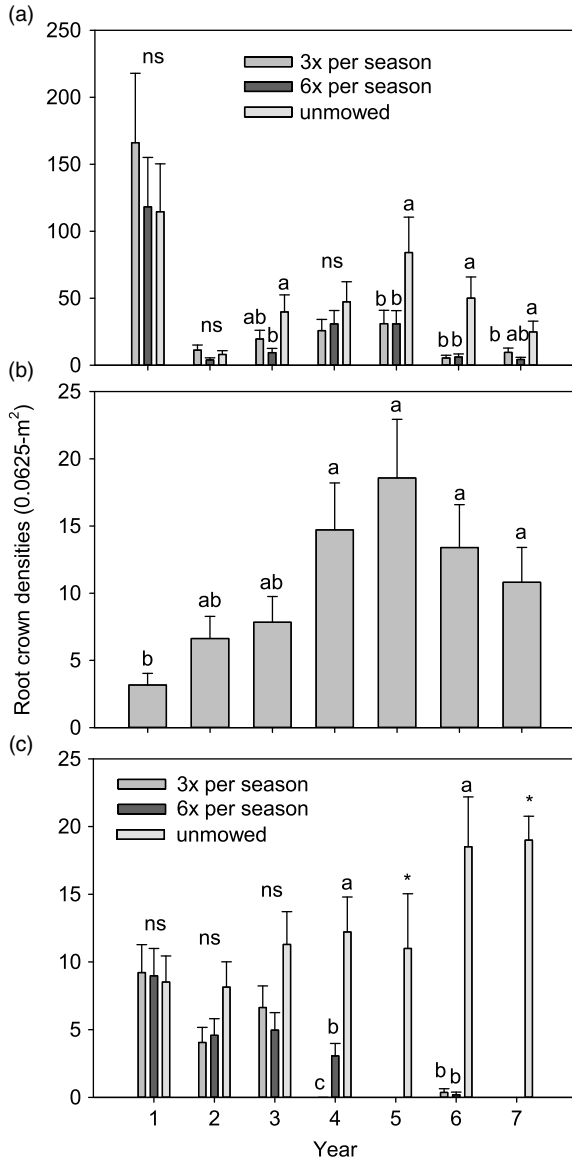 (a)
250
200
150
100
50
0
3x per season
6x per season
unmowed
ns
ns
ab
b
a
ns
b
b
a
b
b
a
b
ab
a
(b)
Root crown densities (0.0625-m²)
25
20
15
10
5
0
b
ab
ab
a
a
a
a
(c)
25
20
15
10
5
0
3x per season
6x per season
unmowed
ns
ns
ns
c
b
a
*
b
b
a
*
1 2 3 4 5 6 7
Year